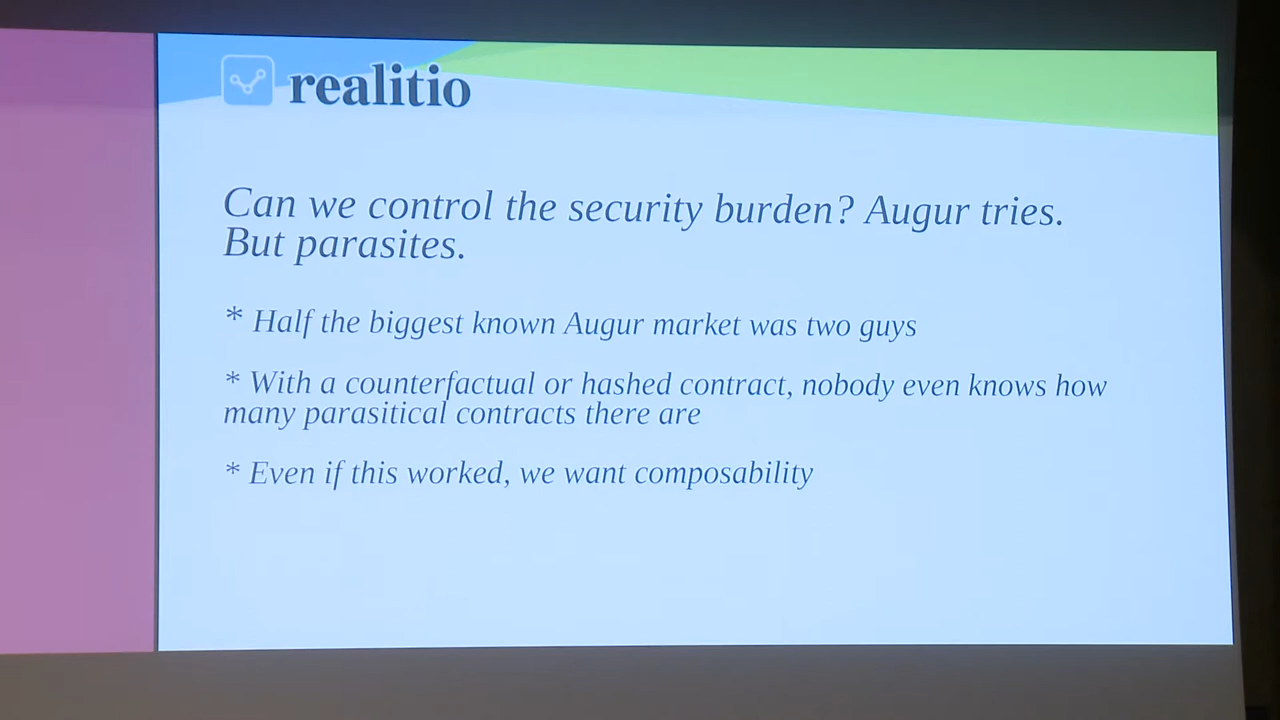 realitio
Can we control the security burden? Augur tries.
But parasites.
* Half the biggest known Augur market was two guys
* With a counterfactual or hashed contract, nobody even knows how
many parasitical contracts there are
* Even if this worked, we want composability